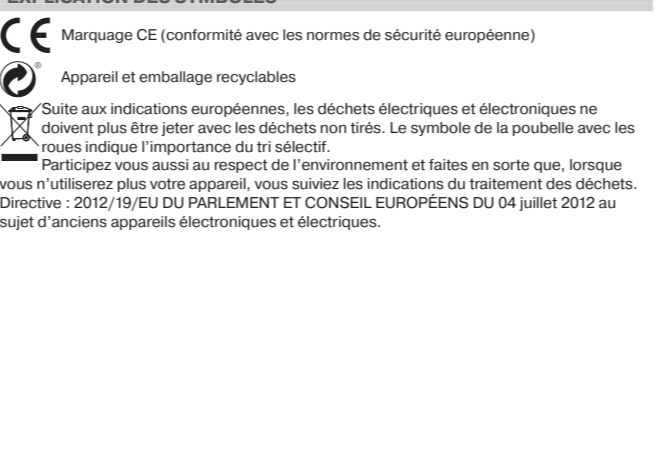 EXPLICATION DES SYMBOLES
CE Marquage CE (conformité avec les normes de sécurité européenne)
® Appareil et emballage recyclables
Suite aux indications européennes, les déchets électriques et électroniques ne
doivent plus être jeter avec les déchets non tirés. Le symbole de la poubelle avec les
roues indique l’importance du tri sélectif.
Participez vous aussi au respect de l’environnement et faites en sorte que, lorsque
vous n’utiliserez plus votre appareil, vous suiviez les indications du traitement des déchets.
Directive : 2012/19/EU DU PARLEMENT ET CONSEIL EUROPÉENS DU 04 juillet 2012 au
sujet d’anciens appareils électroniques et électriques.